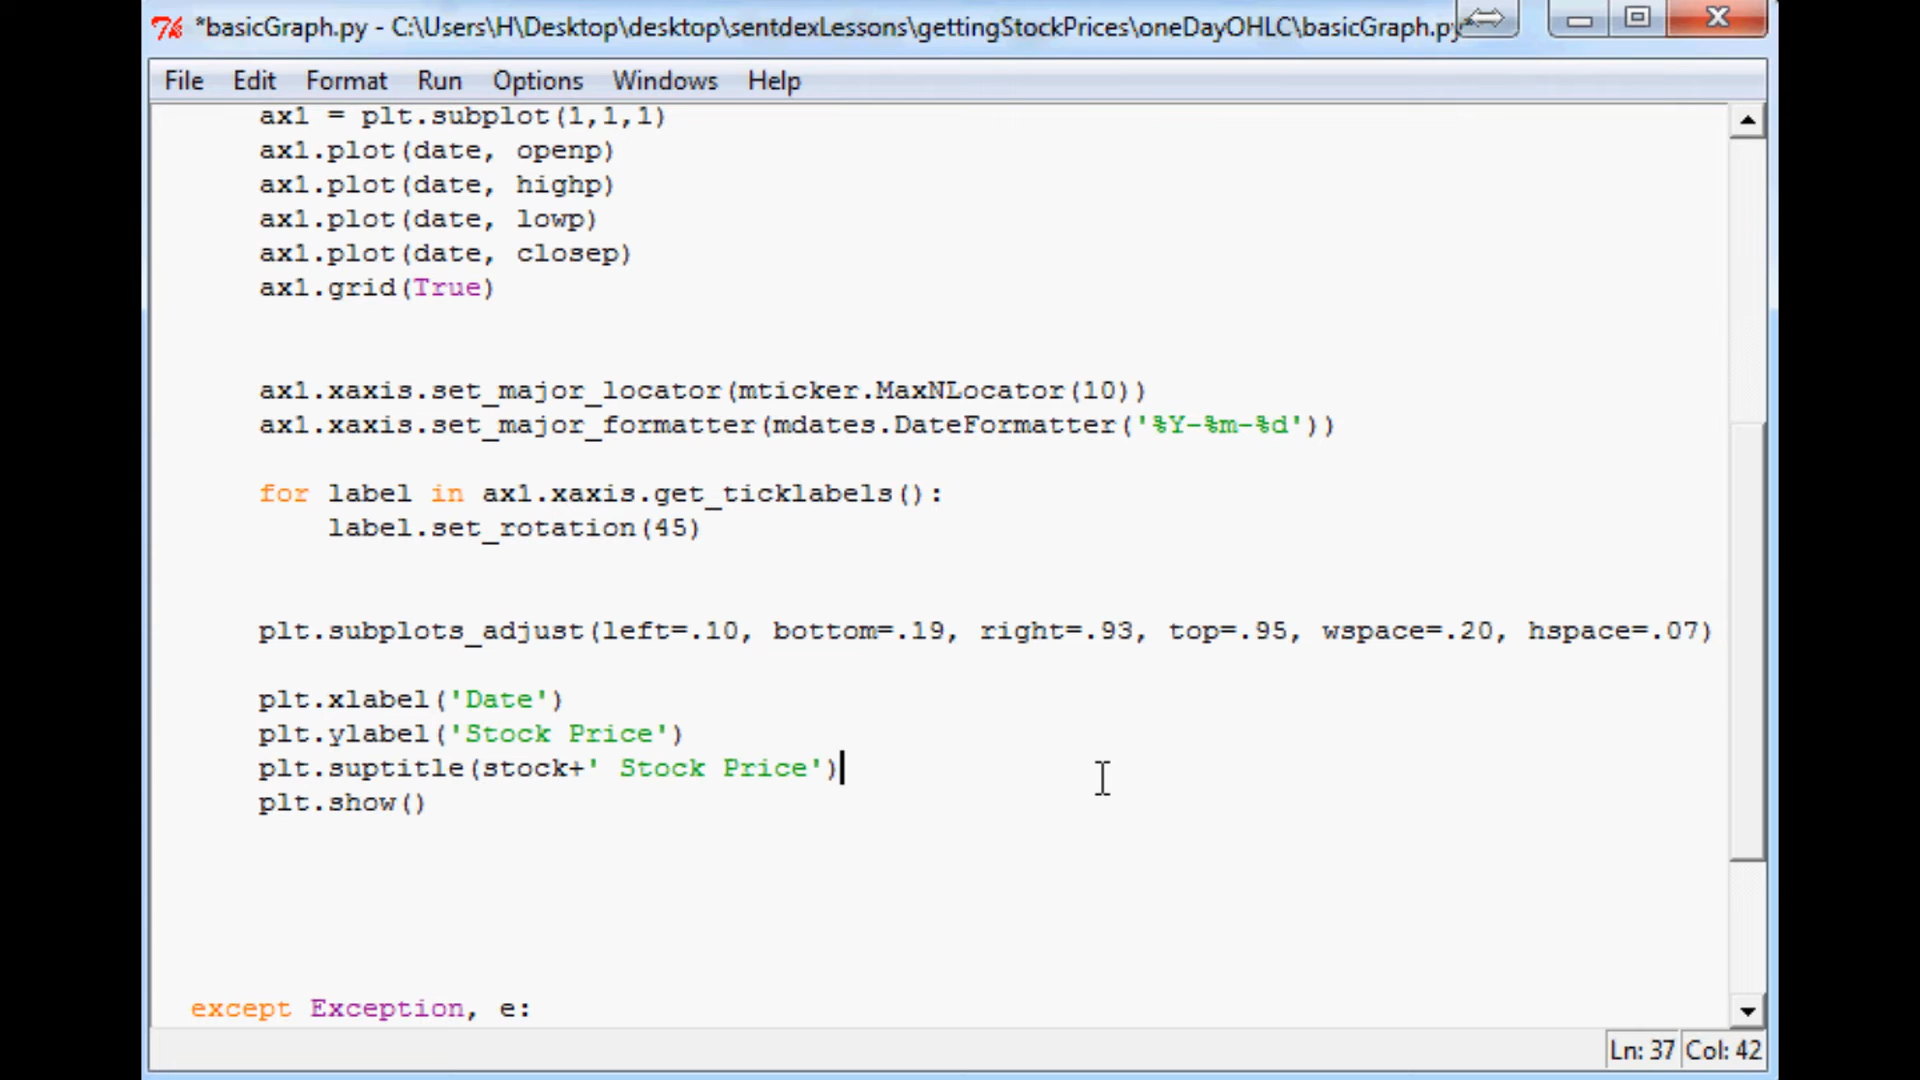 *basicGraph.py - C:\Users\H\Desktop\desktop\sentdexLessons\gettingStockPrices\oneDayOHLC\basicGraph.py*
File Edit Format Run Options Windows Help
ax1 = plt.subplot(1,1,1)
ax1.plot(date, openp)
ax1.plot(date, highp)
ax1.plot(date, lowp)
ax1.plot(date, closep)
ax1.grid(True)
ax1.xaxis.set_major_locator(mticker.MaxNLocator(10))
ax1.xaxis.set_major_formatter(mdates.DateFormatter('%Y-%m-%d'))
for label in ax1.xaxis.get_ticklabels():
label.set_rotation(45)
plt.subplots_adjust(left=.10, bottom=.19, right=.93, top=.95, wspace=.20, hspace=.07)
plt.xlabel('Date')
plt.ylabel('Stock Price')
plt.suptitle(stock+' Stock Price')
plt.show()
except Exception, e:
Ln: 37 Col: 42